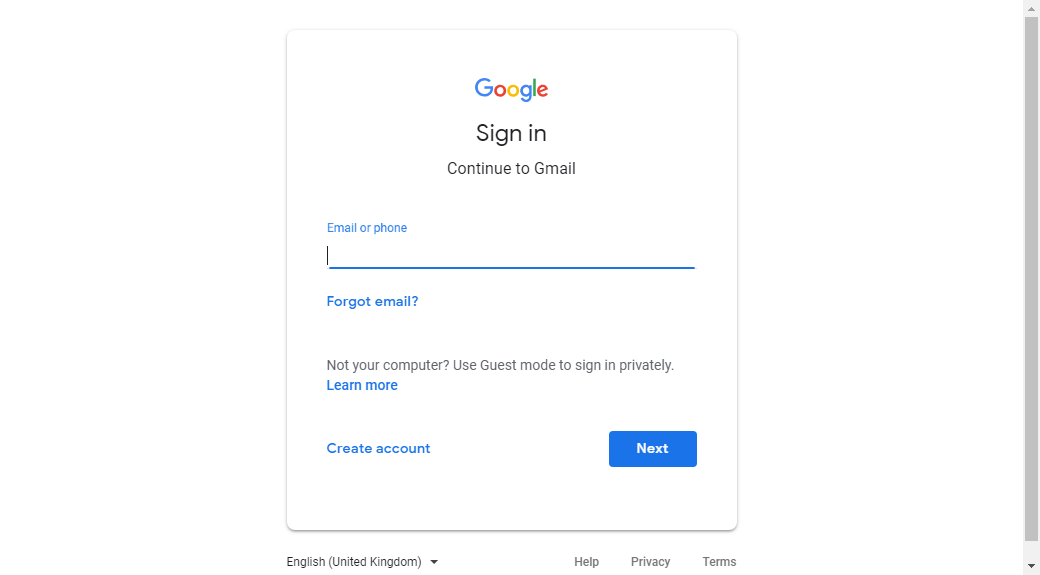 Google
Sign in
Continue to Gmail
Email or phone
Forgot email?
Not your computer? Use Guest mode to sign in privately.
Learn more
Create account
Next
English (United Kingdom)
Help
Privacy
Terms